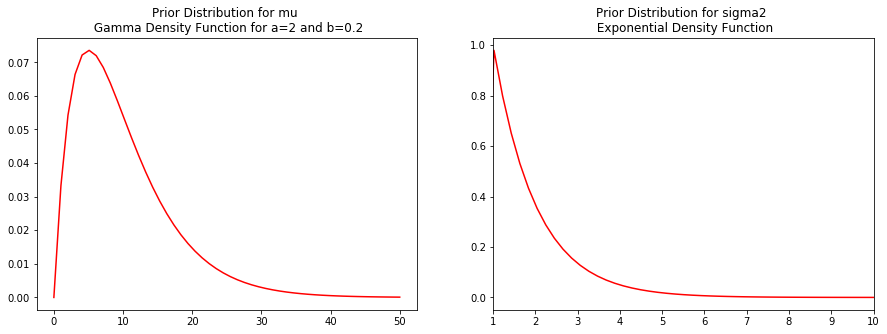 Prior Distribution for mu
Gamma Density Function for a=2 and b=0.2
0.07
0.06
0.05
0.04
0.03
0.02
0.01
0.00
0 10 20 30 40 50
Prior Distribution for sigma2
Exponential Density Function
1.0
0.8
0.6
0.4
0.2
0.0
1 2 3 4 5 6 7 8 9 10